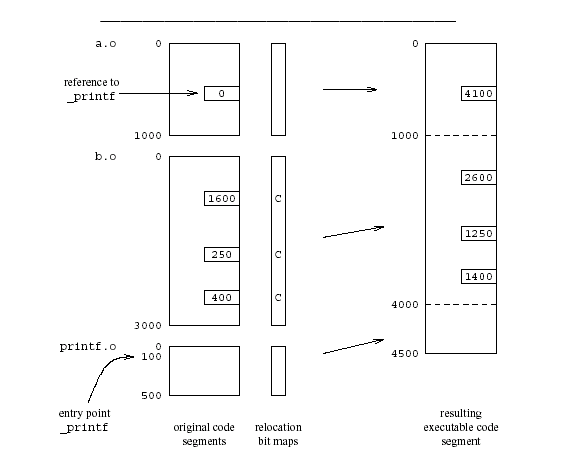 a.o 0 0
reference to
_printf 0 4100
1000 1000
b.o 0
2600
1600 C
1250
250 C
1400
400 C
4000
3000
printf.o 0
100 4500
500
entry point
_printf
original code
segments
relocation
bit maps
resulting
executable code
segment